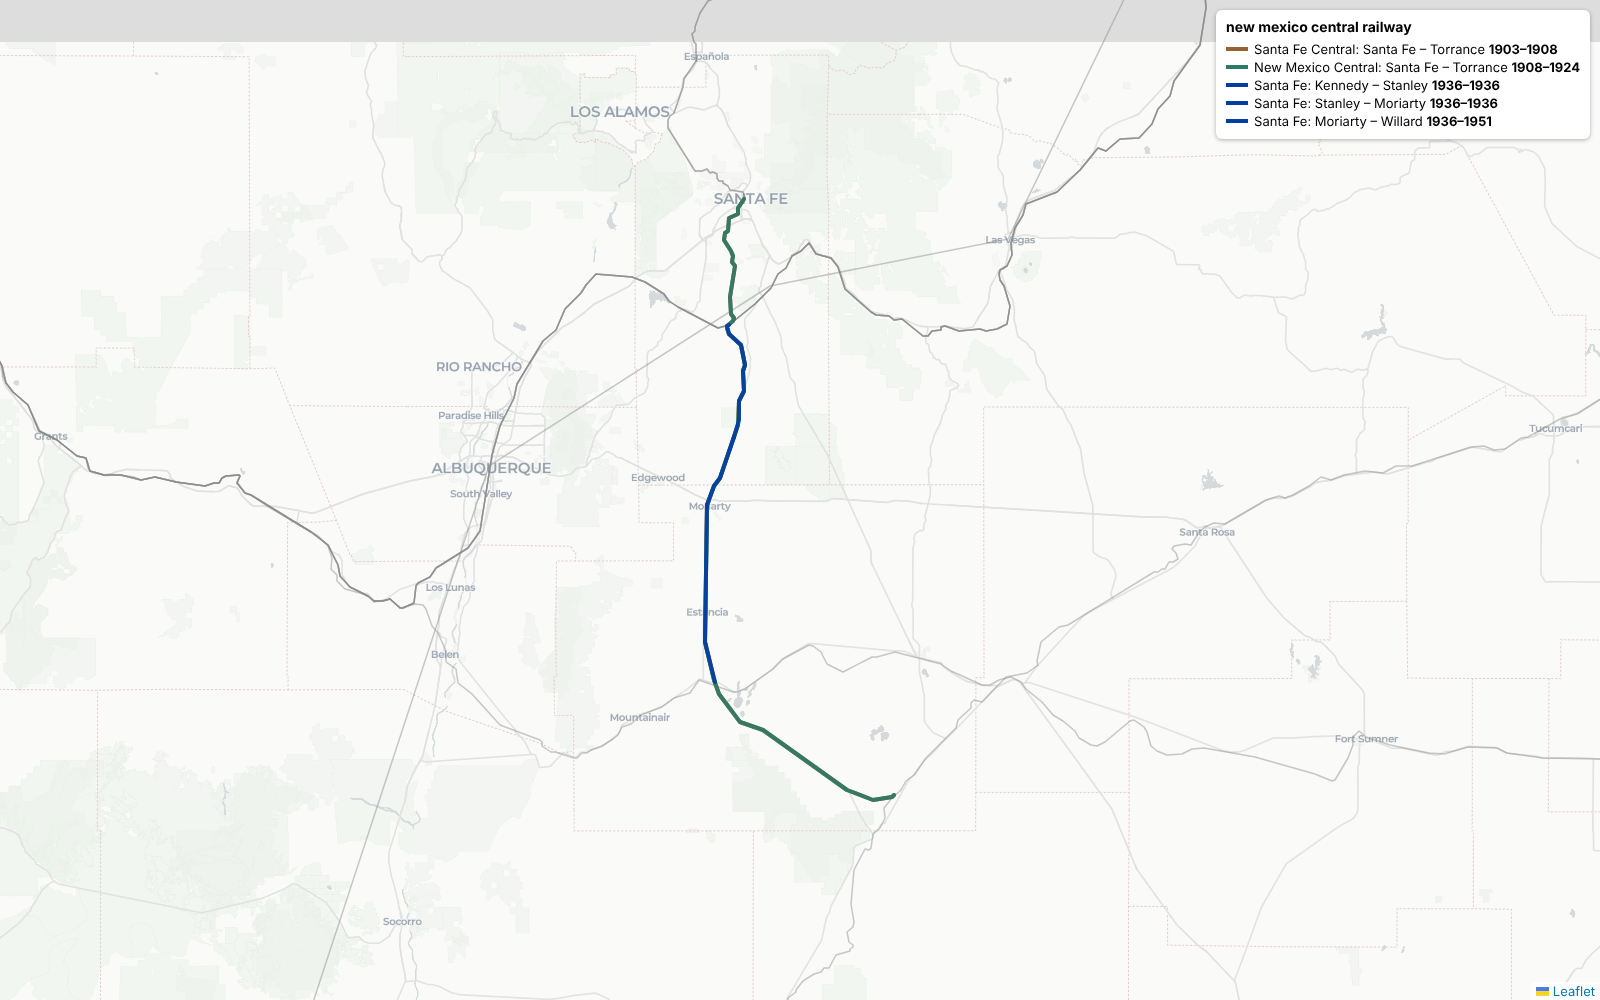 new mexico central railway
Santa Fe Central: Santa Fe – Torrance 1903–1908
New Mexico Central: Santa Fe – Torrance 1908–1924
Santa Fe: Kennedy – Stanley 1936–1936
Santa Fe: Stanley – Moriarty 1936–1936
Santa Fe: Moriarty – Willard 1936–1951
Española
LOS ALAMOS
SANTA FE
Las Vegas
RIO RANCHO
Paradise Hills
Grants
Tucumcari
ALBUQUERQUE
Edgewood
South Valley
Moriarty
Santa Rosa
Los Lunas
Estancia
Belen
Mountainair
Fort Sumner
Socorro
Leaflet